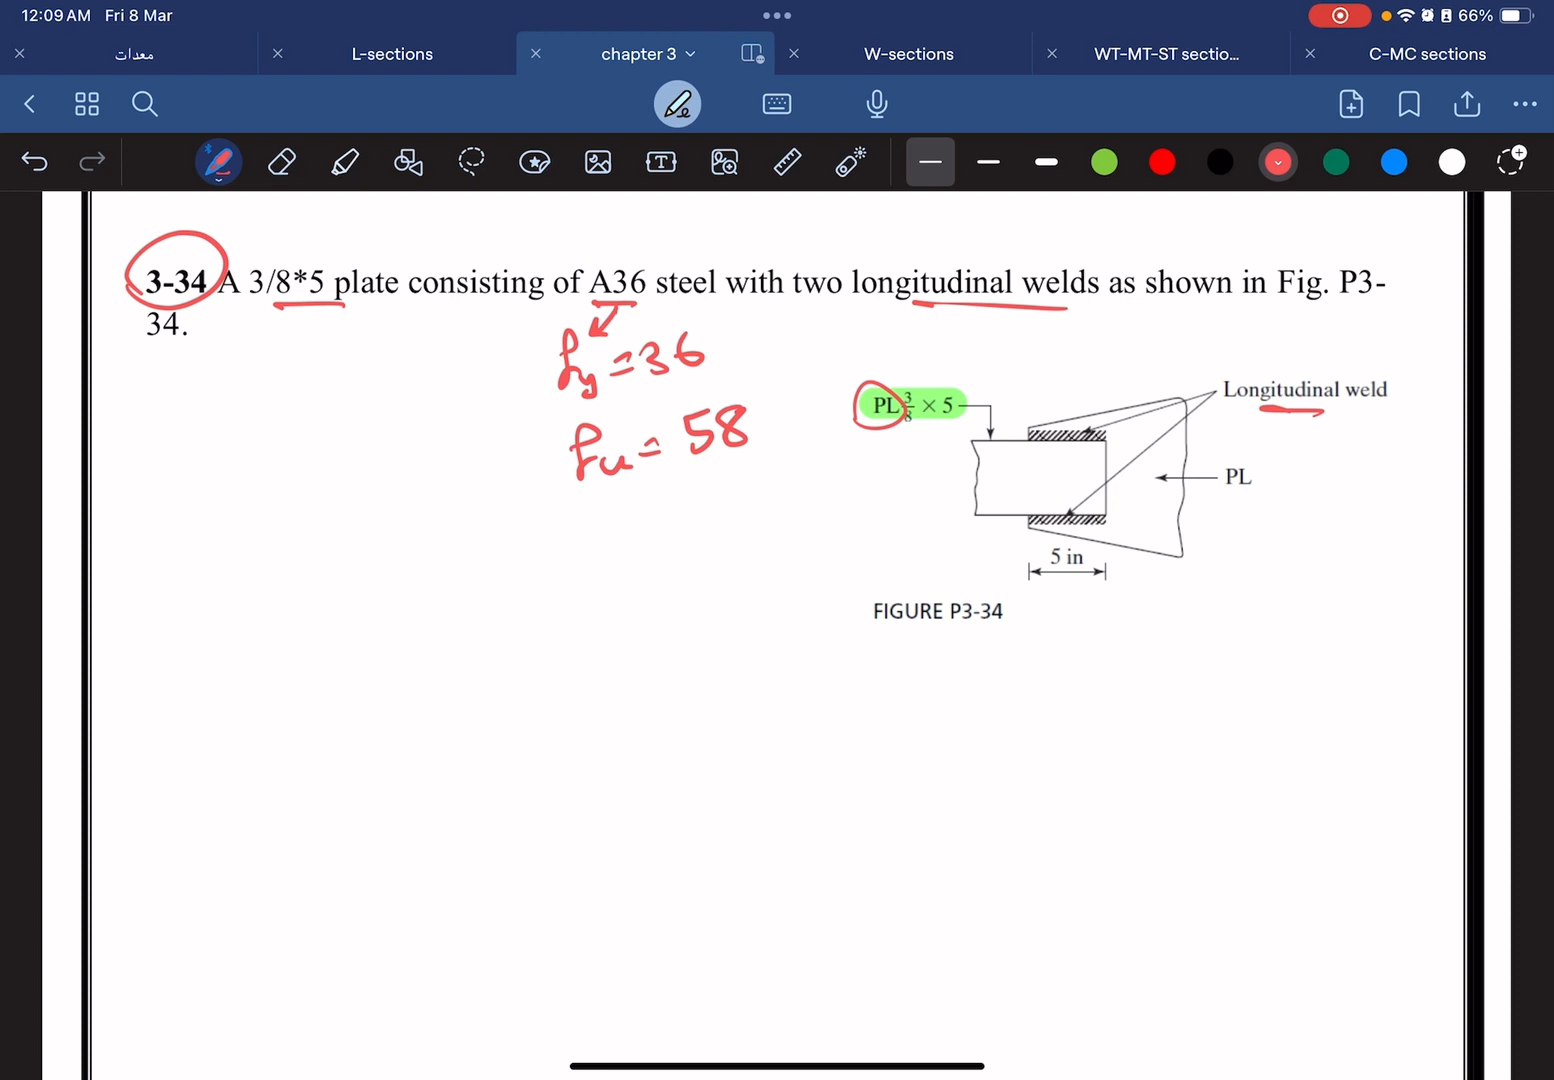 12:09 AM Fri 8 Mar
66%
معدات
L-sections
chapter 3
W-sections
WT-MT-ST sectio...
C-MC sections
3-34 A 3/8*5 plate consisting of A36 steel with two longitudinal welds as shown in Fig. P3-
34.
fy = 36
fu = 58
PL 3/8 × 5
Longitudinal weld
PL
5 in
FIGURE P3-34